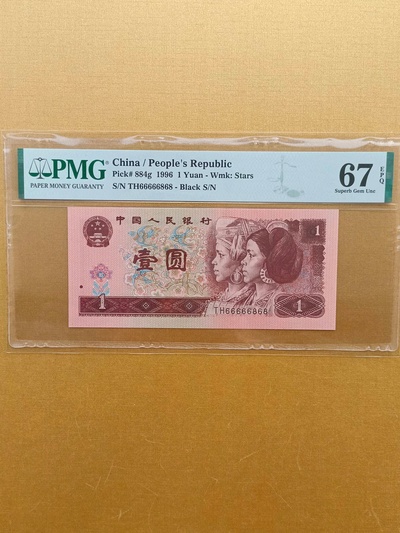 PMG
PAPER MONEY GUARANTY
China / People's Republic
Pick# 884g 1996 1 Yuan - Wmk: Stars
S/N TH66666868 - Black S/N
67
EPQ
Superb Gem Unc
中国人民银行
1
壹圆
TH66666868
1
1